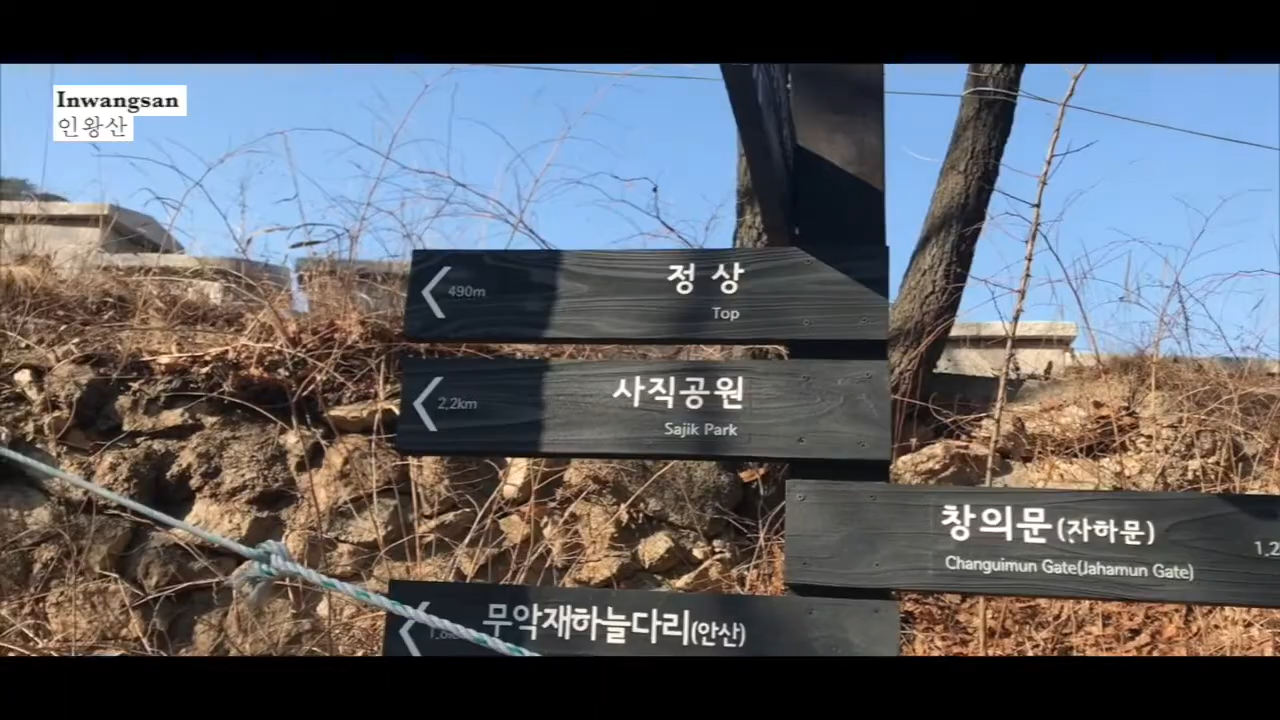 Inwangsan
인왕산
490m
정상
Top
2.2km
사직공원
Sajik Park
창의문(자하문)
Changuimun Gate(Jahamun Gate)
무악재하늘다리(안산)